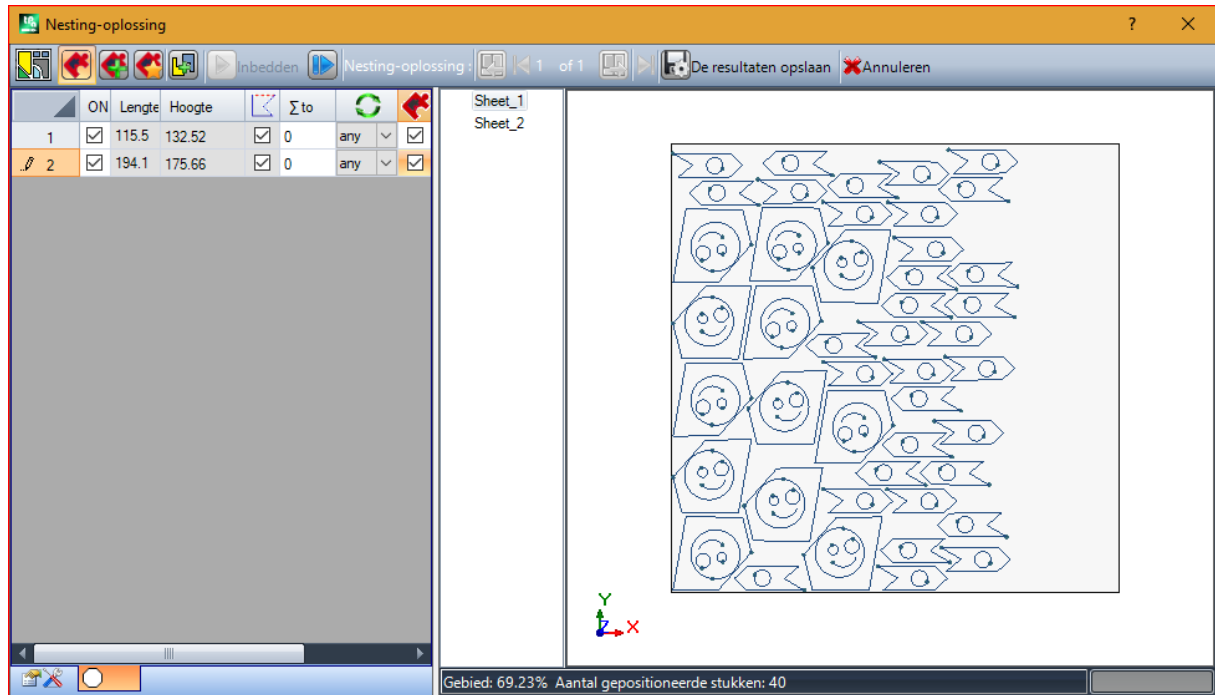 Nesting-oplossing
?
Inbedden Nesting-oplossing : 1 of 1 De resultaten opslaan Annuleren
ON Lengte Hoogte Σ to
1 115.5 132.52 0 any
2 194.1 175.66 0 any
Sheet_1
Sheet_2
Y
Z X
Gebied: 69.23% Aantal gepositioneerde stukken: 40